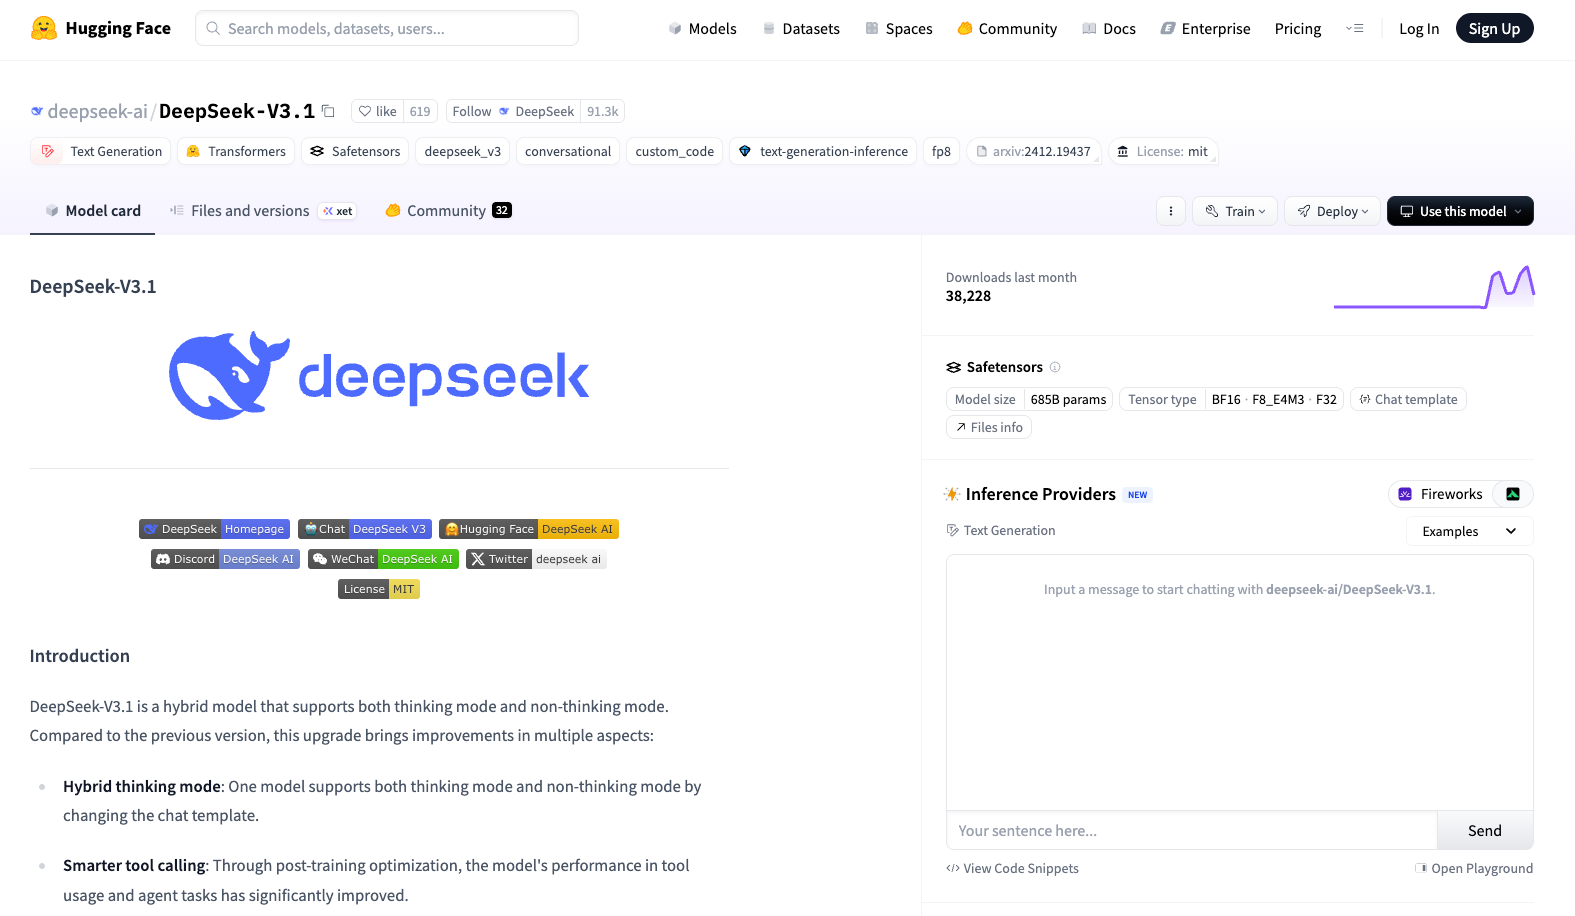 Hugging Face
Search models, datasets, users...
Models
Datasets
Spaces
Community
Docs
Enterprise
Pricing
Log In
Sign Up
deepseek-ai/DeepSeek-V3.1
like 619
Follow DeepSeek 91.3k
Text Generation
Transformers
Safetensors
deepseek_v3
conversational
custom_code
text-generation-inference
fp8
arxiv:2412.19437
License: mit
Model card
Files and versions xet
Community 32
Train
Deploy
Use this model
DeepSeek-V3.1
deepseek
DeepSeek Homepage
Chat DeepSeek V3
Hugging Face DeepSeek AI
Discord DeepSeek AI
WeChat DeepSeek AI
Twitter deepseek ai
License MIT
Introduction
DeepSeek-V3.1 is a hybrid model that supports both thinking mode and non-thinking mode.
Compared to the previous version, this upgrade brings improvements in multiple aspects:
Hybrid thinking mode: One model supports both thinking mode and non-thinking mode by
changing the chat template.
Smarter tool calling: Through post-training optimization, the model's performance in tool
usage and agent tasks has significantly improved.
Downloads last month
38,228
Safetensors
Model size 685B params
Tensor type BF16 · F8_E4M3 · F32
Chat template
Files info
Inference Providers NEW
Fireworks
Text Generation
Examples
Input a message to start chatting with deepseek-ai/DeepSeek-V3.1.
Your sentence here...
Send
View Code Snippets
Open Playground